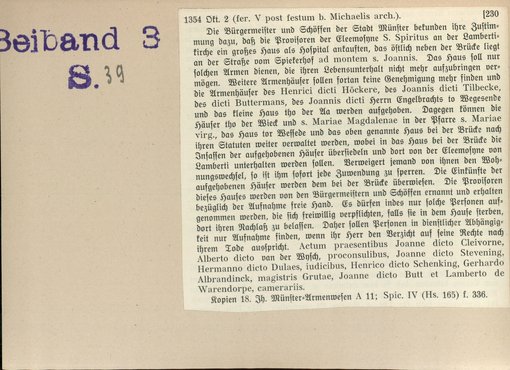 Beiband 3
S. 39
1354 Okt. 2 (fer. V post festum b. Michaelis arch.). [230
Die Bürgermeister und Schöffen der Stadt Münster bekunden ihre Zustim-
mung dazu, daß die Provisoren der Eleemosyne S. Spiritus an der Lamberti-
kirche ein großes Haus als Hospital ankauften, das östlich neben der Brücke liegt
an der Straße vom Spiekerhof ad montem s. Joannis. Das Haus soll nur
solchen Armen dienen, die ihren Lebensunterhalt nicht mehr aufzubringen ver-
mögen. Weitere Armenhäuser sollen fortan keine Genehmigung mehr finden und
die Armenhäuser des Henrici dicti Höckere, des Joannis dicti Tilbecke,
des dicti Buttermans, des Joannis dicti Herrn Engelbrachts to Wegesende
und das kleine Haus tho der Aa werden aufgehoben. Dagegen können die
Häuser tho der Wieck und s. Mariae Magdalenae in der Pfarre s. Mariae
virg., das Haus tor Wessede und das oben genannte Haus bei der Brücke nach
ihren Statuten weiter verwaltet werden, wobei in das Haus bei der Brücke die
Insassen der aufgehobenen Häuser übersiedeln und dort von der Eleemosyne von
Lamberti unterhalten werden sollen. Verweigert jemand von ihnen den Woh-
nungswechsel, so ist ihm sofort jede Zuwendung zu sperren. Die Einkünfte der
aufgehobenen Häuser werden dem bei der Brücke überwiesen. Die Provisoren
dieses Hauses werden von den Bürgermeistern und Schöffen ernannt und erhalten
bezüglich der Aufnahme freie Hand. Es dürfen indes nur solche Personen auf-
genommen werden, die sich freiwillig verpflichten, falls sie in dem Hause sterben,
dort ihren Nachlaß zu belassen. Daher sollen Personen in dienstlicher Abhängig-
keit nur Aufnahme finden, wenn ihr Herr den Verzicht auf seine Rechte nach
ihrem Tode ausspricht. Actum praesentibus Joanne dicto Cleivorne,
Alberto dicto van der Wysch, proconsulibus, Joanne dicto Stevening,
Hermanno dicto Dulaes, iudicibus, Henrico dicto Schenking, Gerhardo
Albrandinck, magistris Grutae, Joanne dicto Butt et Lamberto de
Warendorpe, camerariis.
Kopien 18. Jh. Münster-Armenwesen A 11; Spic. IV (Hs. 165) f. 336.